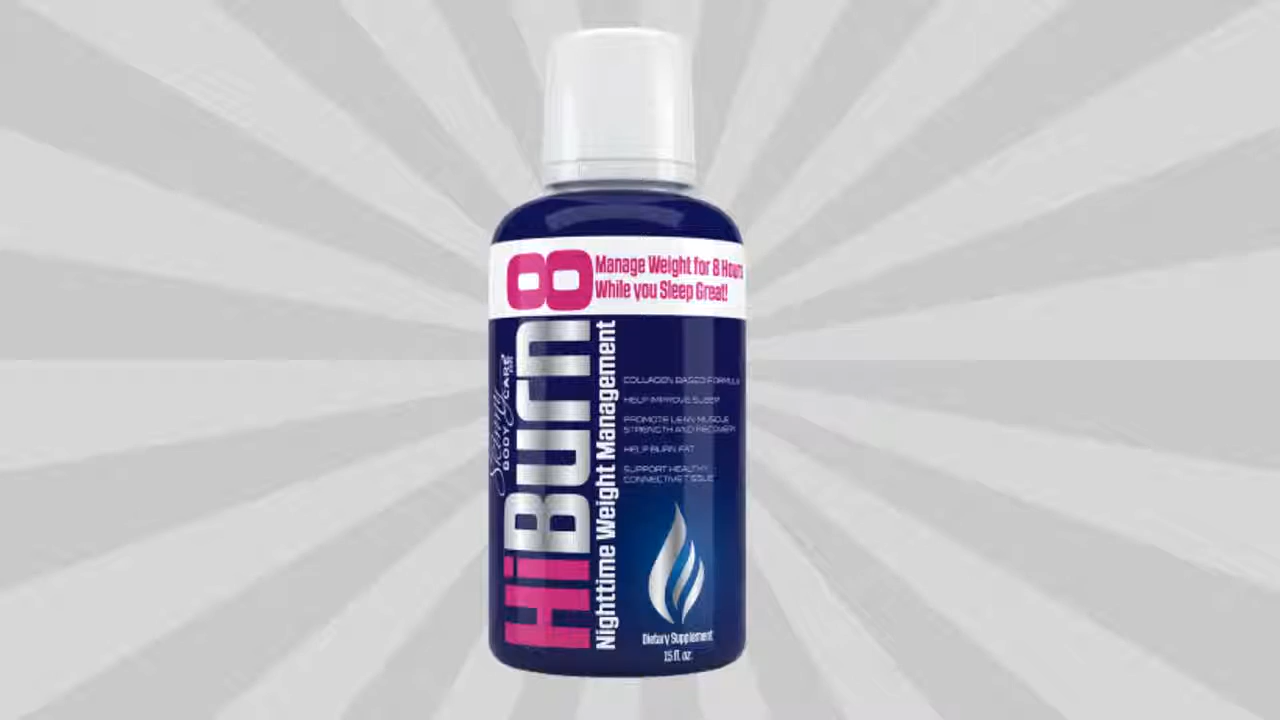 8
Manage Weight for 8 Hours
While you Sleep Great!
HiBurn
Nighttime Weight Management
Skinny
BODY CARE
COLLAGEN BASED FORMULA
HELP IMPROVE SLEEP
PROMOTE LEAN MUSCLE
STRENGTH AND RECOVERY
HELP BURN FAT
SUPPORT HEALTHY
CONNECTIVE TISSUE
Dietary Supplement
15 fl. oz.